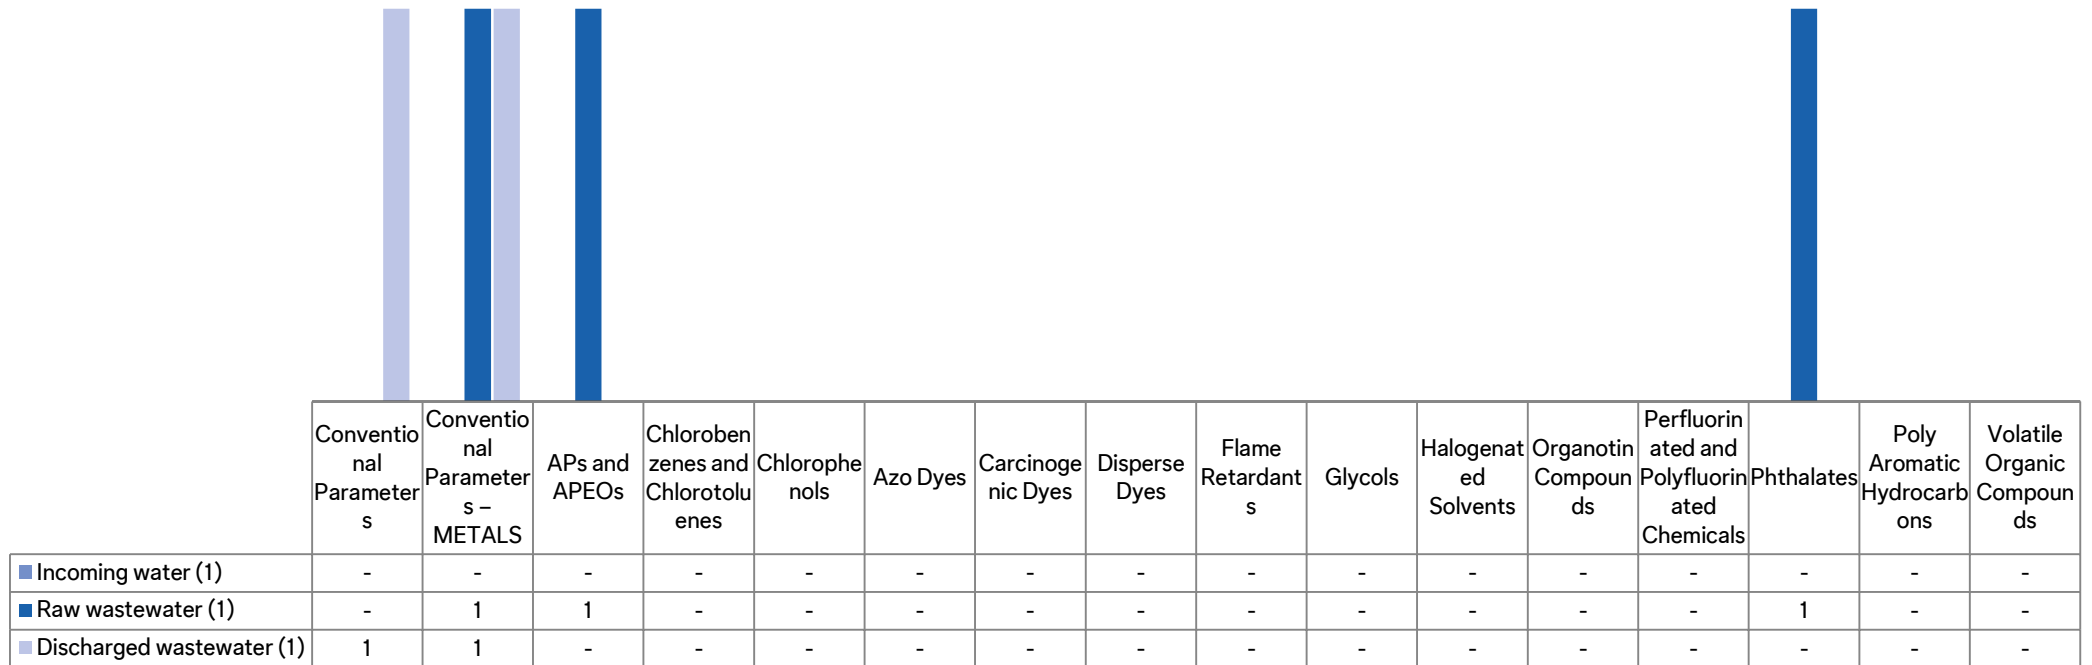 Conventio
nal
Parameter
s
Conventio
nal
Parameter
s –
METALS
APs and
APEOs
Chloroben
zenes and
Chlorotolu
enes
Chlorophe
nols
Azo Dyes
Carcinoge
nic Dyes
Disperse
Dyes
Flame
Retardant
s
Glycols
Halogenat
ed
Solvents
Organotin
Compoun
ds
Perfluorin
ated and
Polyfluorin
ated
Chemicals
Phthalates
Poly
Aromatic
Hydrocarb
ons
Volatile
Organic
Compoun
ds
Incoming water (1) - - - - - - - - - - - - - - - -
Raw wastewater (1) - 1 1 - - - - - - - - - - 1 - -
Discharged wastewater (1) 1 1 - - - - - - - - - - - - - -